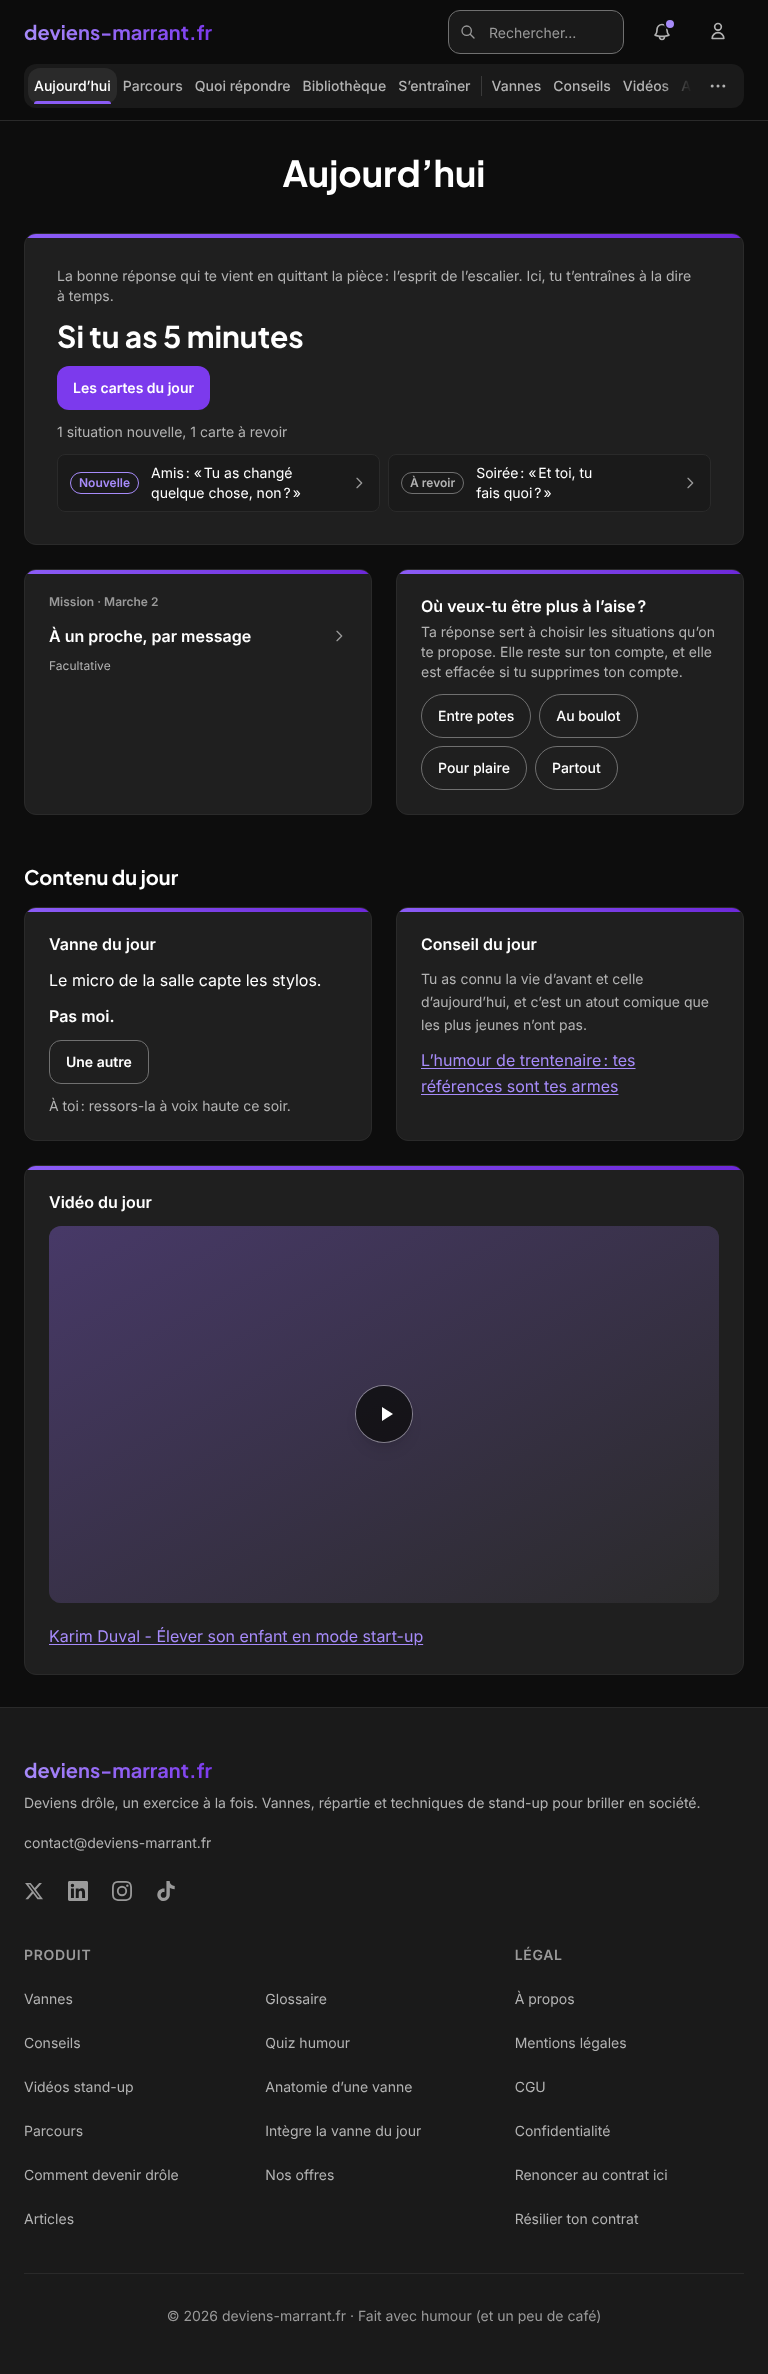 deviens-marrant.fr
Rechercher...
Aujourd’hui Parcours Quoi répondre Bibliothèque S’entraîner Vannes Conseils Vidéos
Aujourd’hui
La bonne réponse qui te vient en quittant la pièce : l’esprit de l’escalier. Ici, tu t’entraînes à la dire
à temps.
Si tu as 5 minutes
Les cartes du jour
1 situation nouvelle, 1 carte à revoir
Nouvelle
Amis : « Tu as changé
quelque chose, non ? »
À revoir
Soirée : « Et toi, tu
fais quoi ? »
Mission · Marche 2
À un proche, par message
Facultative
Où veux-tu être plus à l’aise ?
Ta réponse sert à choisir les situations qu’on
te propose. Elle reste sur ton compte, et elle
est effacée si tu supprimes ton compte.
Entre potes
Au boulot
Pour plaire
Partout
Contenu du jour
Vanne du jour
Le micro de la salle capte les stylos.
Pas moi.
Une autre
À toi : ressors-la à voix haute ce soir.
Conseil du jour
Tu as connu la vie d’avant et celle
d’aujourd’hui, et c’est un atout comique que
les plus jeunes n’ont pas.
L’humour de trentenaire : tes
références sont tes armes
Vidéo du jour
Karim Duval - Élever son enfant en mode start-up
deviens-marrant.fr
Deviens drôle, un exercice à la fois. Vannes, répartie et techniques de stand-up pour briller en société.
contact@deviens-marrant.fr
PRODUIT
Vannes
Conseils
Vidéos stand-up
Parcours
Comment devenir drôle
Articles
Glossaire
Quiz humour
Anatomie d’une vanne
Intègre la vanne du jour
Nos offres
LÉGAL
À propos
Mentions légales
CGU
Confidentialité
Renoncer au contrat ici
Résilier ton contrat
© 2026 deviens-marrant.fr · Fait avec humour (et un peu de café)